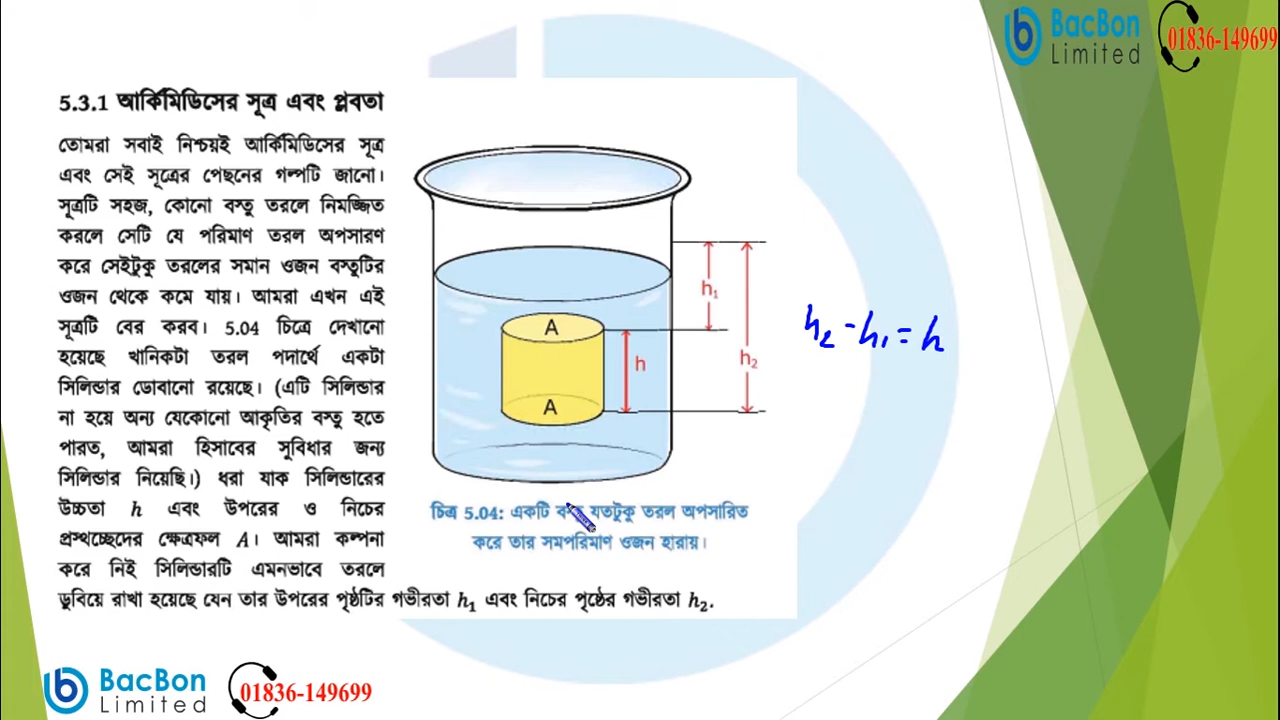 BacBon
Limited
01836-149699
5.3.1 আর্কিমিডিসের সূত্র এবং প্লবতা
তোমরা সবাই নিশ্চয়ই আর্কিমিডিসের সূত্র
এবং সেই সূত্রের পেছনের গল্পটি জানো।
সূত্রটি সহজ, কোনো বস্তু তরলে নিমজ্জিত
করলে সেটি যে পরিমাণ তরল অপসারণ
করে সেইটুকু তরলের সমান ওজন বস্তুটির
ওজন থেকে কমে যায়। আমরা এখন এই
সূত্রটি বের করব। 5.04 চিত্রে দেখানো
হয়েছে খানিকটা তরল পদার্থে একটা
সিলিন্ডার ডোবানো রয়েছে। (এটি সিলিন্ডার
না হয়ে অন্য যেকোনো আকৃতির বস্তু হতে
পারত, আমরা হিসাবের সুবিধার জন্য
সিলিন্ডার নিয়েছি।) ধরা যাক সিলিন্ডারের
উচ্চতা h এবং উপরের ও নিচের
প্রস্থচ্ছেদের ক্ষেত্রফল A। আমরা কল্পনা
করে নিই সিলিন্ডারটি এমনভাবে তরলে
ডুবিয়ে রাখা হয়েছে যেন তার উপরের পৃষ্ঠটির গভীরতা h₁ এবং নিচের পৃষ্ঠের গভীরতা h₂.
A
h
A
h₁
h₂
h₂ - h₁ = h
চিত্র 5.04: একটি যতটুকু তরল অপসারিত
করে তার সমপরিমাণ ওজন হারায়।
BacBon
Limited
01836-149699